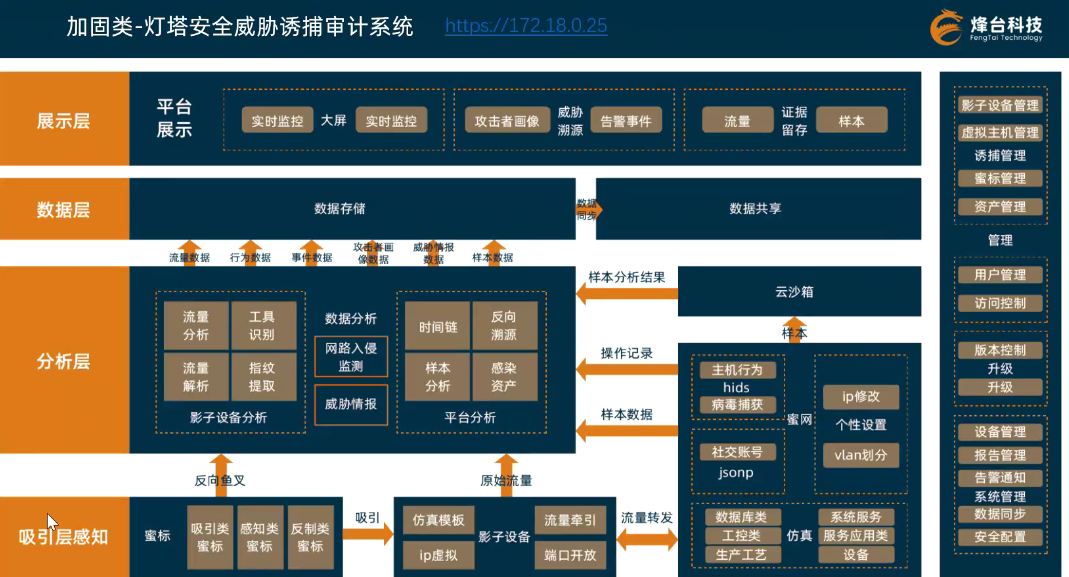 加固类-灯塔安全威胁诱捕审计系统
https://172.18.0.25
烽台科技
FengTai Technology
展示层
平台
展示
实时监控
大屏
实时监控
攻击者画像
威胁
溯源
告警事件
流量
证据
留存
样本
数据层
数据存储
数据
同步
数据共享
流量数据
行为数据
事件数据
攻击者画
像数据
威胁情报
数据
样本数据
分析层
流量
分析
工具
识别
流量
解析
指纹
提取
影子设备分析
数据分析
网路入侵
监测
威胁情报
时间链
反向
溯源
样本
分析
感染
资产
平台分析
样本分析结果
操作记录
样本数据
云沙箱
样本
主机行为
hids
病毒捕获
社交账号
jsonp
蜜网
ip修改
个性设置
vlan划分
数据库类
工控类
生产工艺
仿真
系统服务
服务应用类
设备
反向鱼叉
原始流量
吸引层感知
蜜标
吸引类
蜜标
感知类
蜜标
反制类
蜜标
吸引
仿真模板
ip虚拟
影子设备
流量牵引
端口开放
流量转发
影子设备管理
虚拟主机管理
诱捕管理
蜜标管理
资产管理
管理
用户管理
访问控制
版本控制
升级
升级
设备管理
报告管理
告警通知
系统管理
数据同步
安全配置